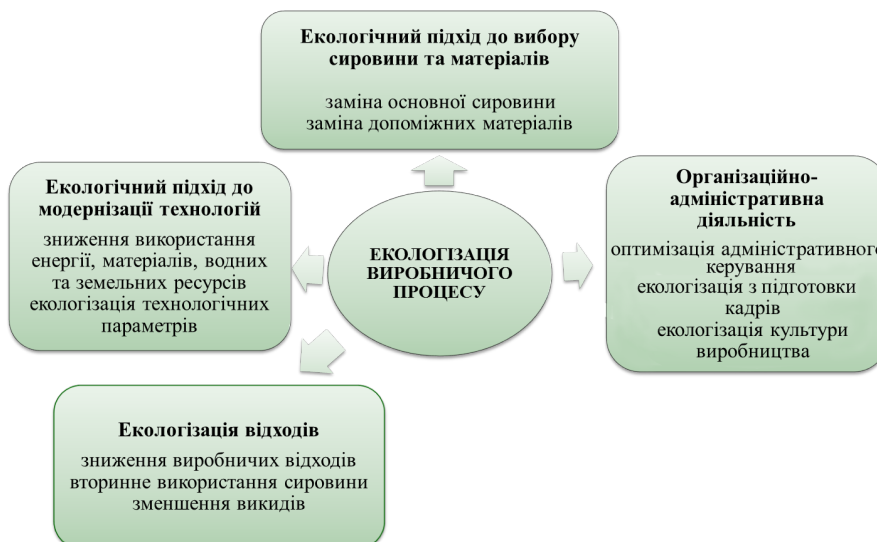 Екологічний підхід до вибору
сировини та матеріалів
заміна основної сировини
заміна допоміжних матеріалів
Екологічний підхід до
модернізації технологій
зниження використання
енергії, матеріалів, водних
та земельних ресурсів
екологізація технологічних
параметрів
ЕКОЛОГІЗАЦІЯ
ВИРОБНИЧОГО
ПРОЦЕСУ
Організаційно-
адміністративна
діяльність
оптимізація адміністративного
керування
екологізація з підготовки
кадрів
екологізація культури
виробництва
Екологізація відходів
зниження виробничих відходів
вторинне використання сировини
зменшення викидів